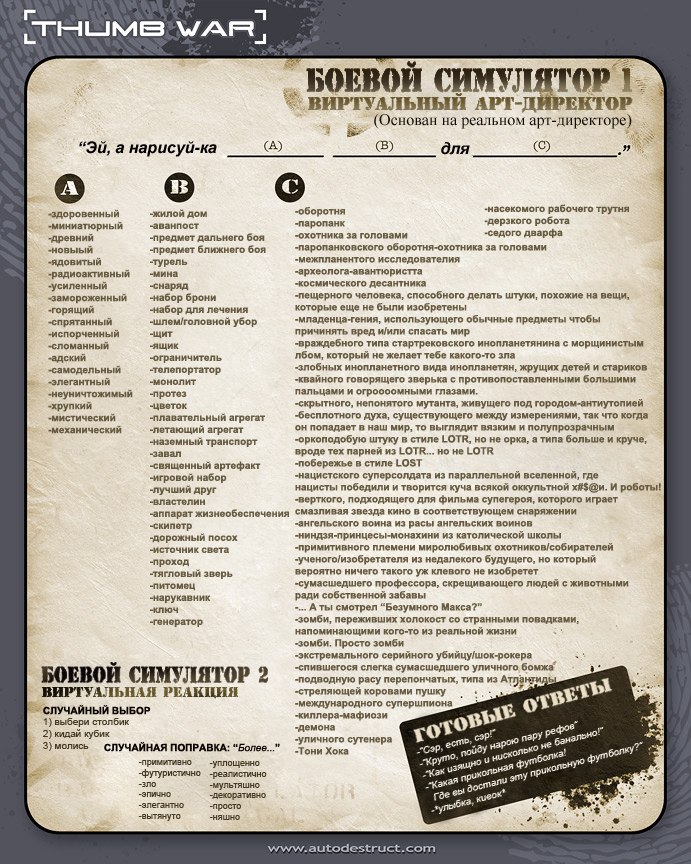 [THUMB WAR]
БОЕВОЙ СИМУЛЯТОР 1
ВИРТУАЛЬНЫЙ АРТ-ДИРЕКТОР
(Основан на реальном арт-директоре)
“Эй, а нарисуй-ка (A) (B) для (C).”
A
-здоровенный
-миниатюрный
-древний
-новый
-ядовитый
-радиоактивный
-усиленный
-замороженный
-горящий
-спрятанный
-испорченный
-сломанный
-адский
-самодельный
-элегантный
-неуничтожимый
-хрупкий
-мистический
-механический
B
-жилой дом
-аванпост
-предмет дальнего боя
-предмет ближнего боя
-турель
-мина
-снаряд
-набор брони
-набор для лечения
-шлем/головной убор
-щит
-ящик
-ограничитель
-телепортатор
-монолит
-протез
-цветок
-плавательный агрегат
-летающий агрегат
-наземный транспорт
-завал
-священный артефакт
-игровой набор
-лучший друг
-властелин
-аппарат жизнеобеспечения
-скипетр
-дорожный посох
-источник света
-проход
-тягловый зверь
-питомец
-нарукавник
-ключ
-генератор
C
-оборотня
-паропанк
-охотника за головами
-паропанковского оборотня-охотника за головами
-межпланентного исследователя
-археолога-авантюристта
-космического десантника
-пещерного человека, способного делать штуки, похожие на вещи,
которые еще не были изобретены
-младенца-гения, использующего обычные предметы чтобы
причинять вред и/или спасать мир
-враждебного типа стартрековского инопланетянина с морщинистым
лбом, который не желает тебе какого-то зла
-злобных инопланетного вида инопланетян, жрущих детей и стариков
-квайного говорящего зверька с противопоставленными большими
пальцами и огроооомными глазами.
-скрытного, непонятого мутанта, живущего под городом-антиутопией
-бесплотного духа, существующего между измерениями, так что когда
он попадает в наш мир, то выглядит вязким и полупрозрачным
-оркоподобую штуку в стиле LOTR, но не орка, а типа больше и круче,
вроде тех парней из LOTR... но не LOTR
-побережье в стиле LOST
-нацистского суперсолдата из параллельной вселенной, где
нацисты победили и творится куча всякой оккультной х#$@и. И роботы!
-верткого, подходящего для фильма супегероя, которого играет
смазливая звезда кино в соответствующем снаряжении
-ангельского воина из расы ангельских воинов
-ниндзя-принцесы-монахини из католической школы
-примитивного племени миролюбивых охотников/собирателей
-ученого/изобретателя из недалекого будущего, но который
вероятно ничего такого уж клевого не изобретет
-сумасшедшего профессора, скрещивающего людей с животными
ради собственной забавы
-... А ты смотрел “Безумного Макса?”
-зомби, переживших холокост со странными повадками,
напоминающими кого-то из реальной жизни
-зомби. Просто зомби
-экстремального серийного убийцу/шок-рокера
-спившегося слегка сумасшедшего уличного бомжа
-подводную расу перепончатых, типа из Атлантиды
-стреляющей коровами пушку
-международного супершпиона
-киллера-мафиози
-демона
-уличного сутенера
-Тони Хока
-насекомого рабочего трутня
-дерзкого робота
-седого дварфа
БОЕВОЙ СИМУЛЯТОР 2
ВИРТУАЛЬНАЯ РЕАКЦИЯ
СЛУЧАЙНЫЙ ВЫБОР
1) выбери столбик
2) кидай кубик
3) молись
СЛУЧАЙНАЯ ПОПРАВКА: “Более...”
-примитивно
-футуристично
-зло
-эпично
-элегантно
-вытянуто
-уплощенно
-реалистично
-мультяшно
-декоративно
-просто
-няшно
ГОТОВЫЕ ОТВЕТЫ
-“Сэр, есть, сэр!”
-“Круто, пойду нарою пару рефов”
-“Как изящно и нисколько не банально!”
-“Какая прикольная футболка!
Где вы достали эту прикольную футболку?”
-*улыбка, кивок*
www.autodestruct.com